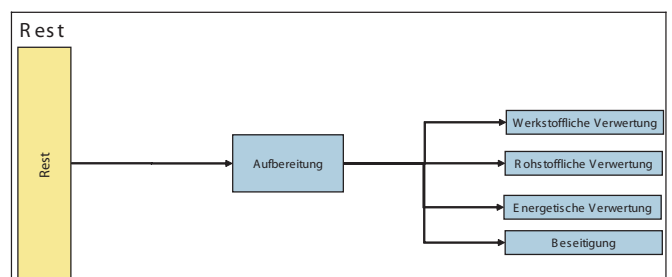 Rest
Rest
Aufbereitung
Werkstoffliche Verwertung
Rohstoffliche Verwertung
Energetische Verwertung
Beseitigung